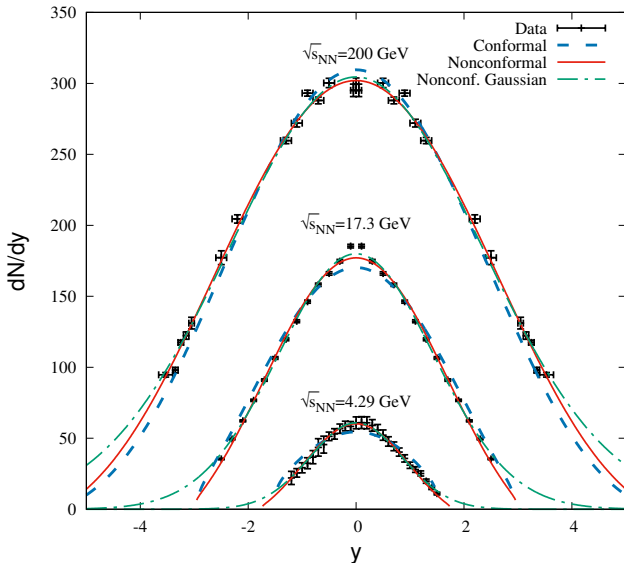 350
300
250
200
150
100
50
0
-4
-2
0
2
4
dN/dy
y
Data
Conformal
Nonconformal
Nonconf. Gaussian
√sNN=200 GeV
√sNN=17.3 GeV
√sNN=4.29 GeV